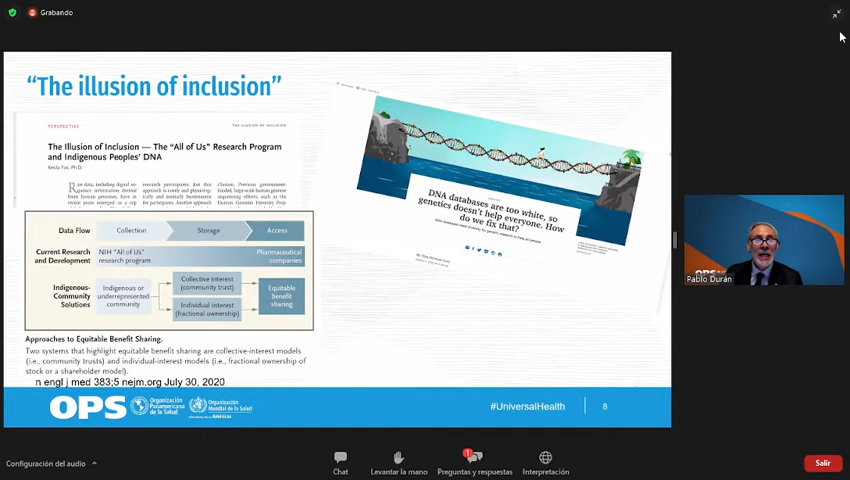 Grabando
“The illusion of inclusion”
PERSPECTIVE
THE ILLUSION OF INCLUSION
The Illusion of Inclusion — The “All of Us” Research Program
and Indigenous Peoples’ DNA
Keolu Fox, Ph.D.
Data Flow
Collection
Storage
Access
Current Research
and Development
NIH “All of Us”
research program
Pharmaceutical
companies
Indigenous-
Community
Solutions
Indigenous or
underrepresented
community
Collective interest
(community trust)
Individual interest
(fractional ownership)
Equitable
benefit
sharing
Approaches to Equitable Benefit Sharing.
Two systems that highlight equitable benefit sharing are collective-interest models
(i.e., community trusts) and individual-interest models (i.e., fractional ownership of
stock or a shareholder model).
n engl j med 383;5 nejm.org July 30, 2020
DNA databases are too white, so
genetics doesn’t help everyone. How
do we fix that?
OPS
Organización
Panamericana
de la Salud
Organización
Mundial de la Salud
Américas
#UniversalHealth
8
Pablo Durán
Configuración del audio
Chat
Levantar la mano
1
Preguntas y respuestas
Interpretación
Salir